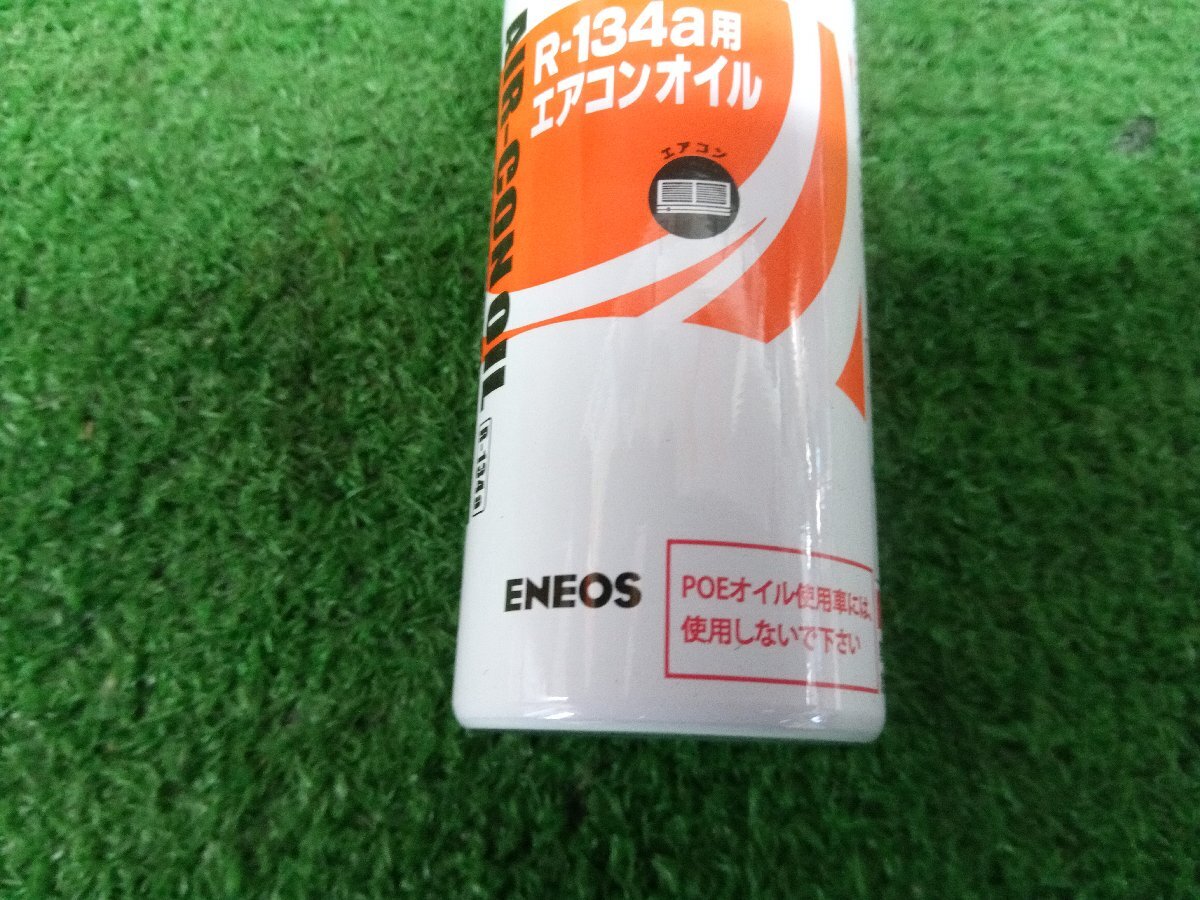 R-134a用
エアコンオイル
エアコン
AIR-CON OIL
R-134a
ENEOS
POEオイル使用車には、
使用しないで下さい